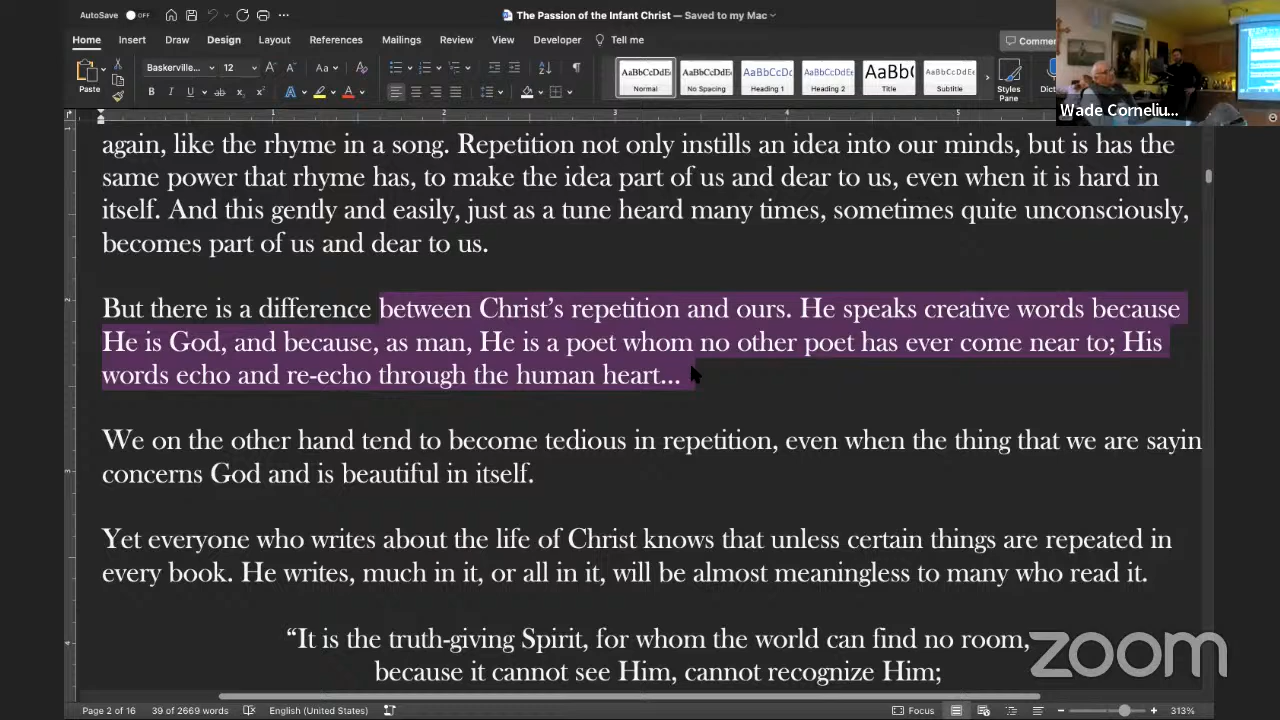 AutoSave OFF
The Passion of the Infant Christ — Saved to my Mac
Home Insert Draw Design Layout References Mailings Review View Developer Tell me
Paste
Baskerville... 12
AaBbCcDdEe AaBbCcDdEe AaBbCcDc AaBbCcDdEe AaBb( AaBbCcDdEe
Normal No Spacing Heading 1 Heading 2 Title Subtitle
Styles
Pane
Wade Corneliu...
again, like the rhyme in a song. Repetition not only instills an idea into our minds, but is has the
same power that rhyme has, to make the idea part of us and dear to us, even when it is hard in
itself. And this gently and easily, just as a tune heard many times, sometimes quite unconsciously,
becomes part of us and dear to us.
But there is a difference between Christ's repetition and ours. He speaks creative words because
He is God, and because, as man, He is a poet whom no other poet has ever come near to; His
words echo and re-echo through the human heart...
We on the other hand tend to become tedious in repetition, even when the thing that we are sayin
concerns God and is beautiful in itself.
Yet everyone who writes about the life of Christ knows that unless certain things are repeated in
every book. He writes, much in it, or all in it, will be almost meaningless to many who read it.
“It is the truth-giving Spirit, for whom the world can find no room,
because it cannot see Him, cannot recognize Him;
zoom
Page 2 of 16 39 of 2669 words English (United States) Focus 313%